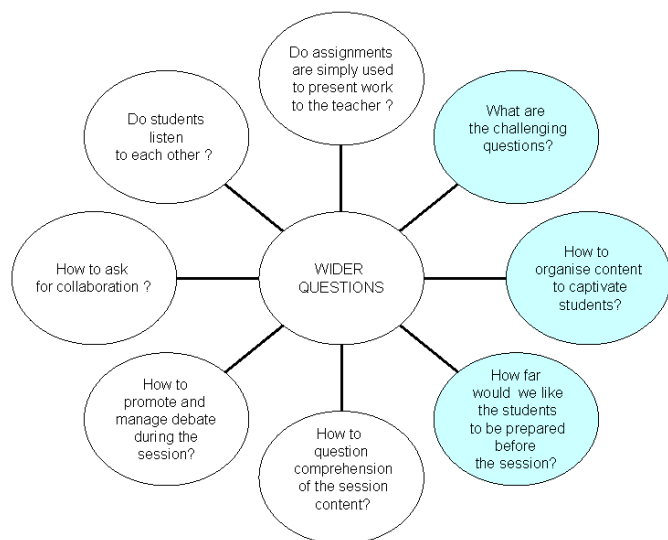 Do assignments
are simply used
to present work
to the teacher ?
What are
the challenging
questions?
How to
organise content
to captivate
students?
How far
would we like
the students
to be prepared
before
the session?
How to
question
comprehension
of the session
content?
How to
promote and
manage debate
during the
session?
How to ask
for collaboration ?
Do students
listen
to each other ?
WIDER
QUESTIONS